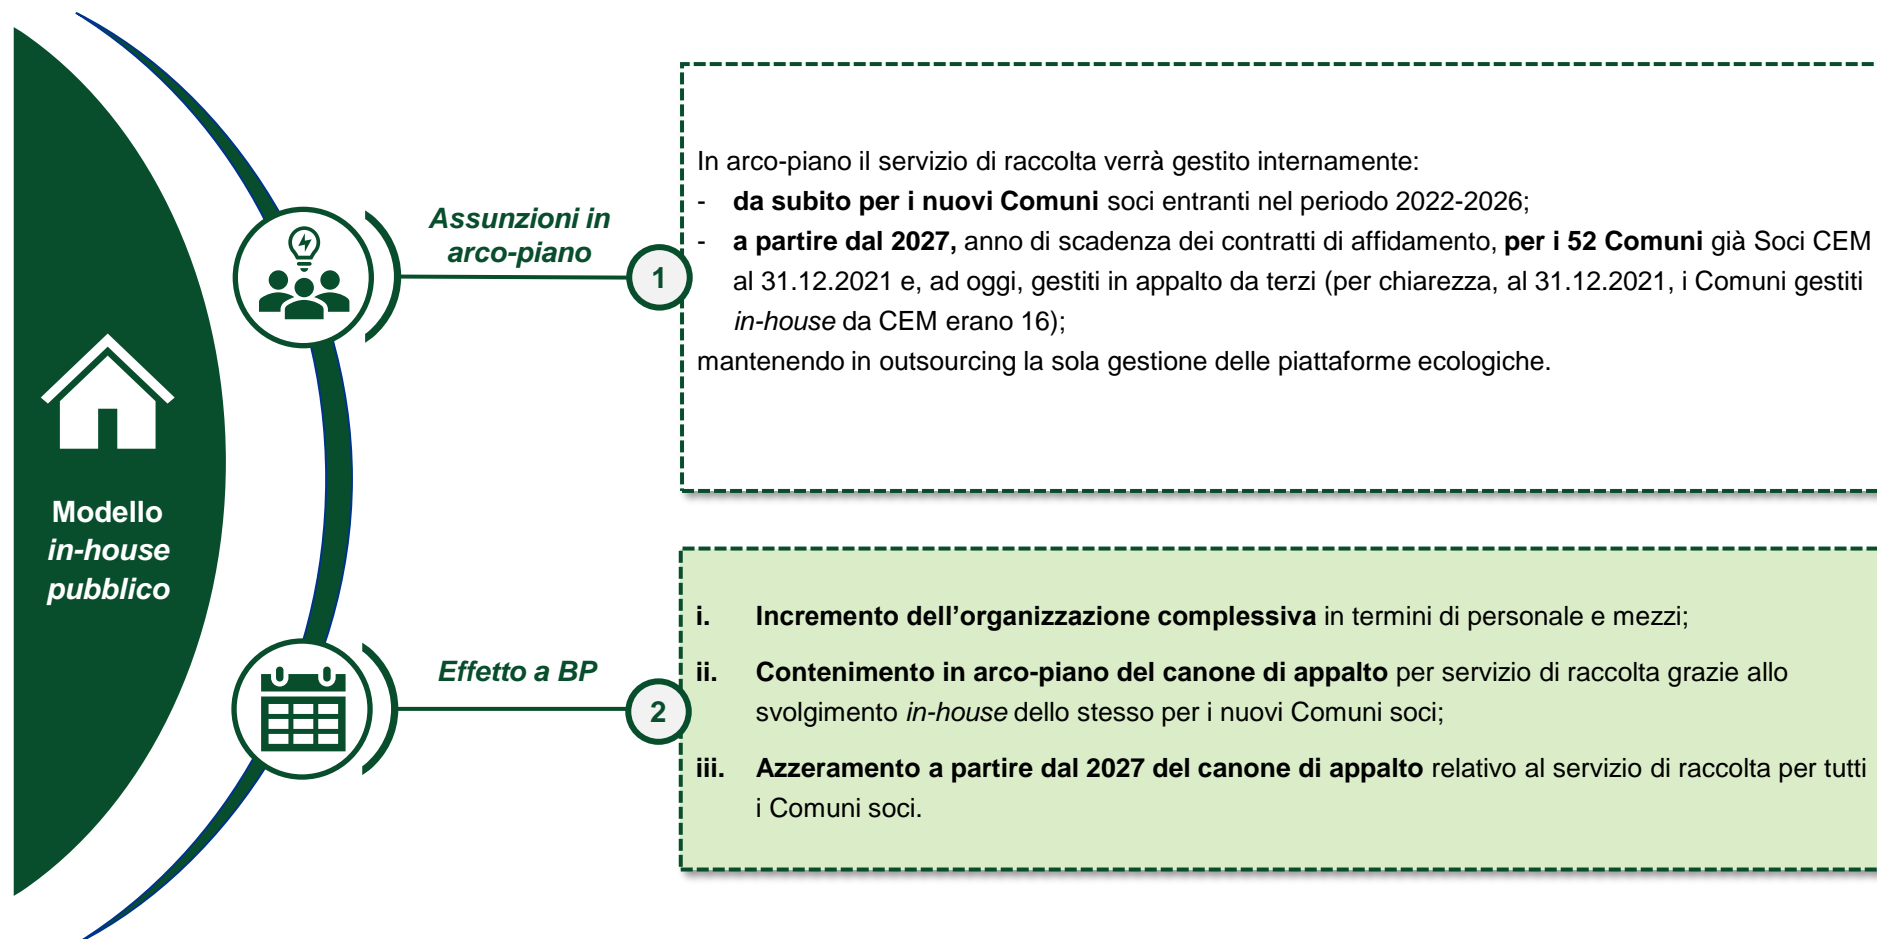 Modello
in-house
pubblico
Assunzioni in
arco-piano
1
In arco-piano il servizio di raccolta verrà gestito internamente:
- da subito per i nuovi Comuni soci entranti nel periodo 2022-2026;
- a partire dal 2027, anno di scadenza dei contratti di affidamento, per i 52 Comuni già Soci CEM
al 31.12.2021 e, ad oggi, gestiti in appalto da terzi (per chiarezza, al 31.12.2021, i Comuni gestiti
in-house da CEM erano 16);
mantenendo in outsourcing la sola gestione delle piattaforme ecologiche.
Effetto a BP
2
i. Incremento dell’organizzazione complessiva in termini di personale e mezzi;
ii. Contenimento in arco-piano del canone di appalto per servizio di raccolta grazie allo
svolgimento in-house dello stesso per i nuovi Comuni soci;
iii. Azzeramento a partire dal 2027 del canone di appalto relativo al servizio di raccolta per tutti
i Comuni soci.